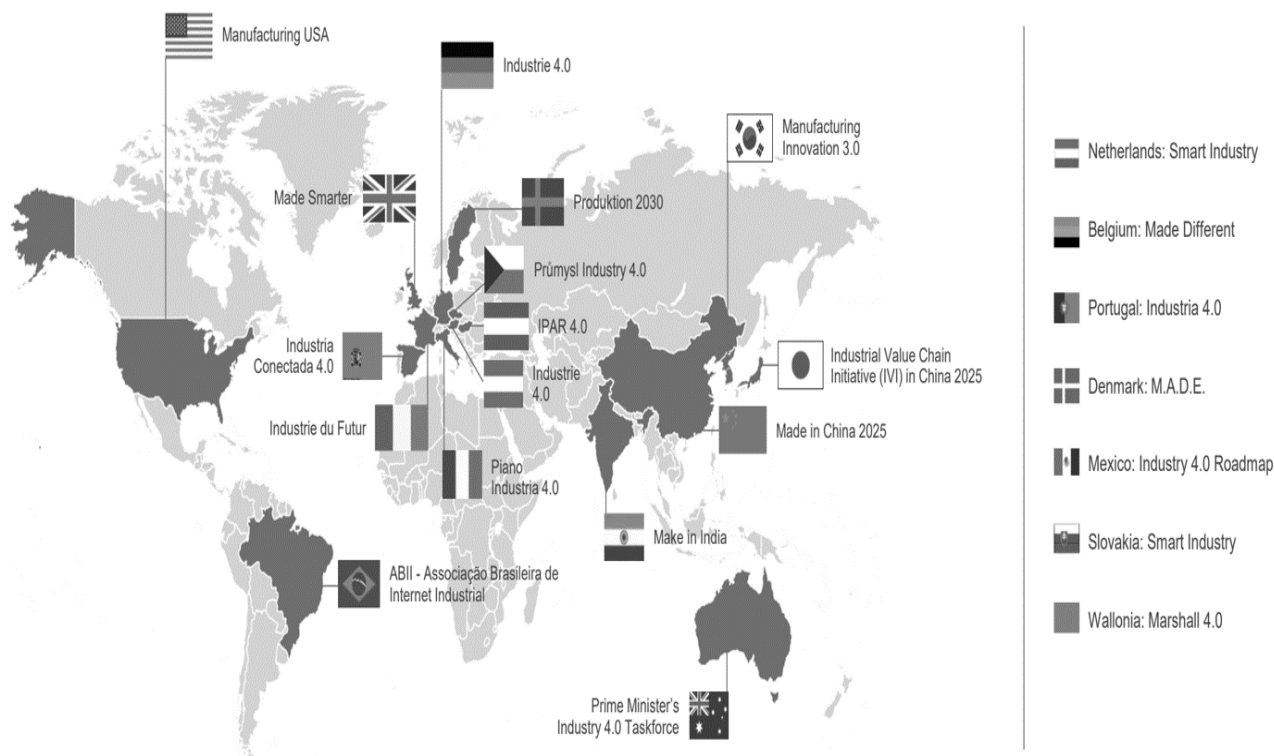 Manufacturing USA
Industrie 4.0
Manufacturing
Innovation 3.0
Made Smarter
Produktion 2030
Průmysl Industry 4.0
IPAR 4.0
Industria
Conectada 4.0
Industrie
4.0
Industrial Value Chain
Initiative (IVI) in China 2025
Industrie du Futur
Made in China 2025
Piano
Industria 4.0
Make in India
ABII - Associação Brasileira de
Internet Industrial
Prime Minister's
Industry 4.0 Taskforce
Netherlands: Smart Industry
Belgium: Made Different
Portugal: Industria 4.0
Denmark: M.A.D.E.
Mexico: Industry 4.0 Roadmap
Slovakia: Smart Industry
Wallonia: Marshall 4.0